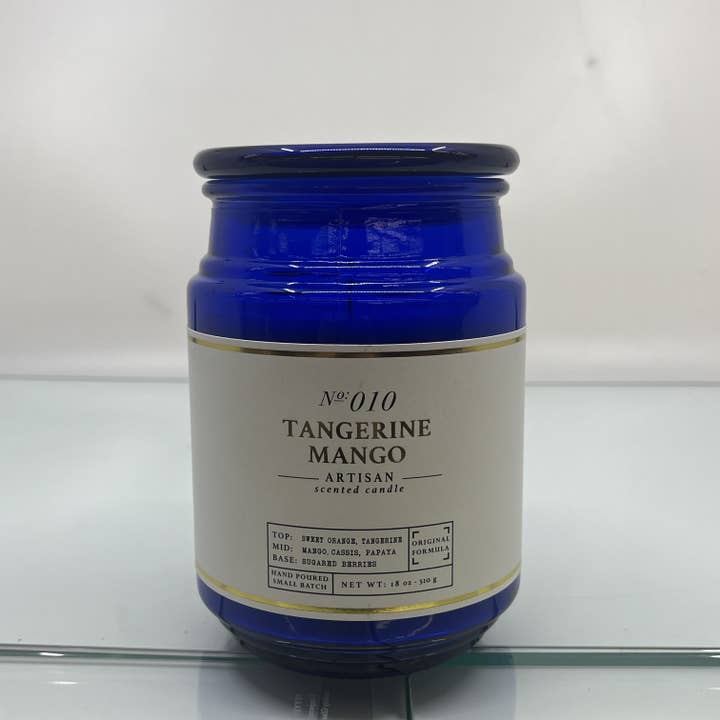 Nº: 010
TANGERINE
MANGO
ARTISAN
scented candle
TOP: SWEET ORANGE, TANGERINE
MID: MANGO, CASSIS, PAPAYA
BASE: SUGARED BERRIES
ORIGINAL
FORMULA
HAND POURED
SMALL BATCH
NET WT: 18 oz - 510 g